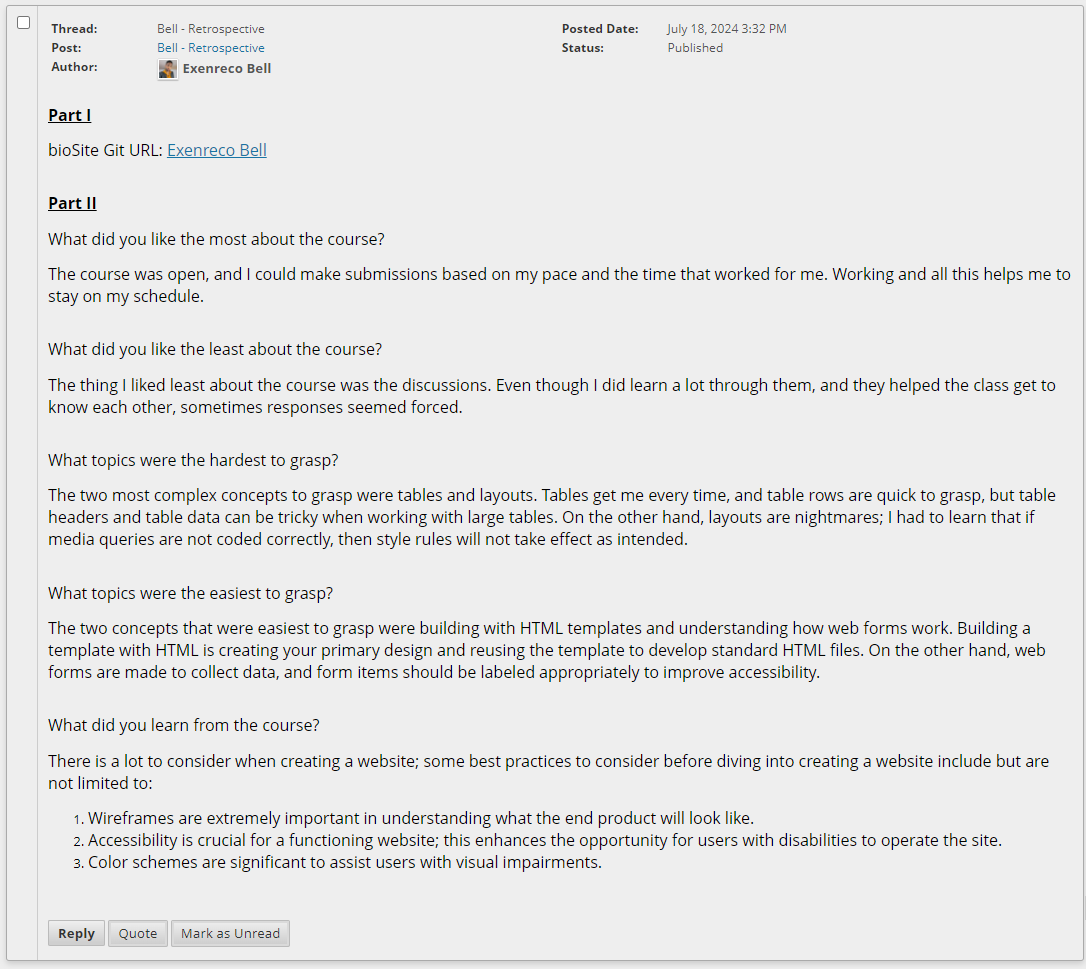 Thread: Bell - Retrospective Posted Date: July 18, 2024 3:32 PM
Post: Bell - Retrospective Status: Published
Author: Exenreco Bell
Part I
bioSite Git URL: Exenreco Bell
Part II
What did you like the most about the course?
The course was open, and I could make submissions based on my pace and the time that worked for me. Working and all this helps me to
stay on my schedule.
What did you like the least about the course?
The thing I liked least about the course was the discussions. Even though I did learn a lot through them, and they helped the class get to
know each other, sometimes responses seemed forced.
What topics were the hardest to grasp?
The two most complex concepts to grasp were tables and layouts. Tables get me every time, and table rows are quick to grasp, but table
headers and table data can be tricky when working with large tables. On the other hand, layouts are nightmares; I had to learn that if
media queries are not coded correctly, then style rules will not take effect as intended.
What topics were the easiest to grasp?
The two concepts that were easiest to grasp were building with HTML templates and understanding how web forms work. Building a
template with HTML is creating your primary design and reusing the template to develop standard HTML files. On the other hand, web
forms are made to collect data, and form items should be labeled appropriately to improve accessibility.
What did you learn from the course?
There is a lot to consider when creating a website; some best practices to consider before diving into creating a website include but are
not limited to:
1. Wireframes are extremely important in understanding what the end product will look like.
2. Accessibility is crucial for a functioning website; this enhances the opportunity for users with disabilities to operate the site.
3. Color schemes are significant to assist users with visual impairments.
Reply Quote Mark as Unread